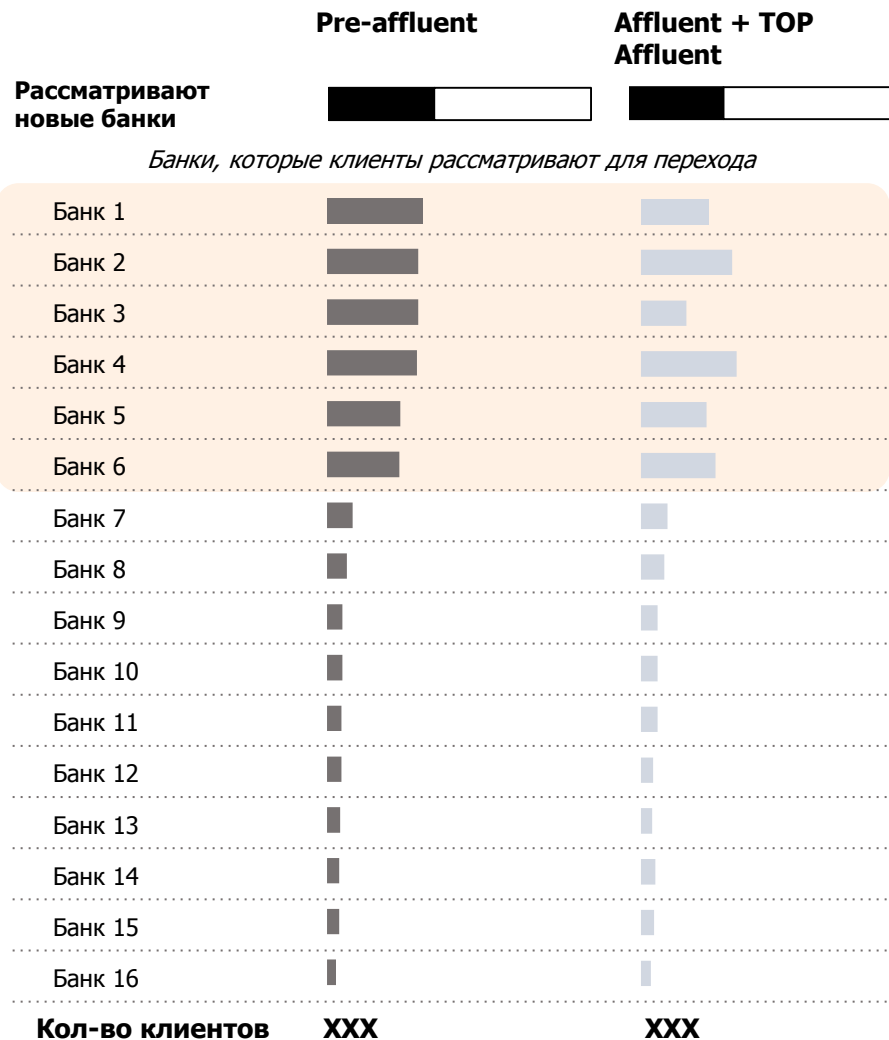 Pre-affluent
Affluent + TOP
Affluent
Рассматривают
новые банки
Банки, которые клиенты рассматривают для перехода
Банк 1
Банк 2
Банк 3
Банк 4
Банк 5
Банк 6
Банк 7
Банк 8
Банк 9
Банк 10
Банк 11
Банк 12
Банк 13
Банк 14
Банк 15
Банк 16
Кол-во клиентов XXX XXX